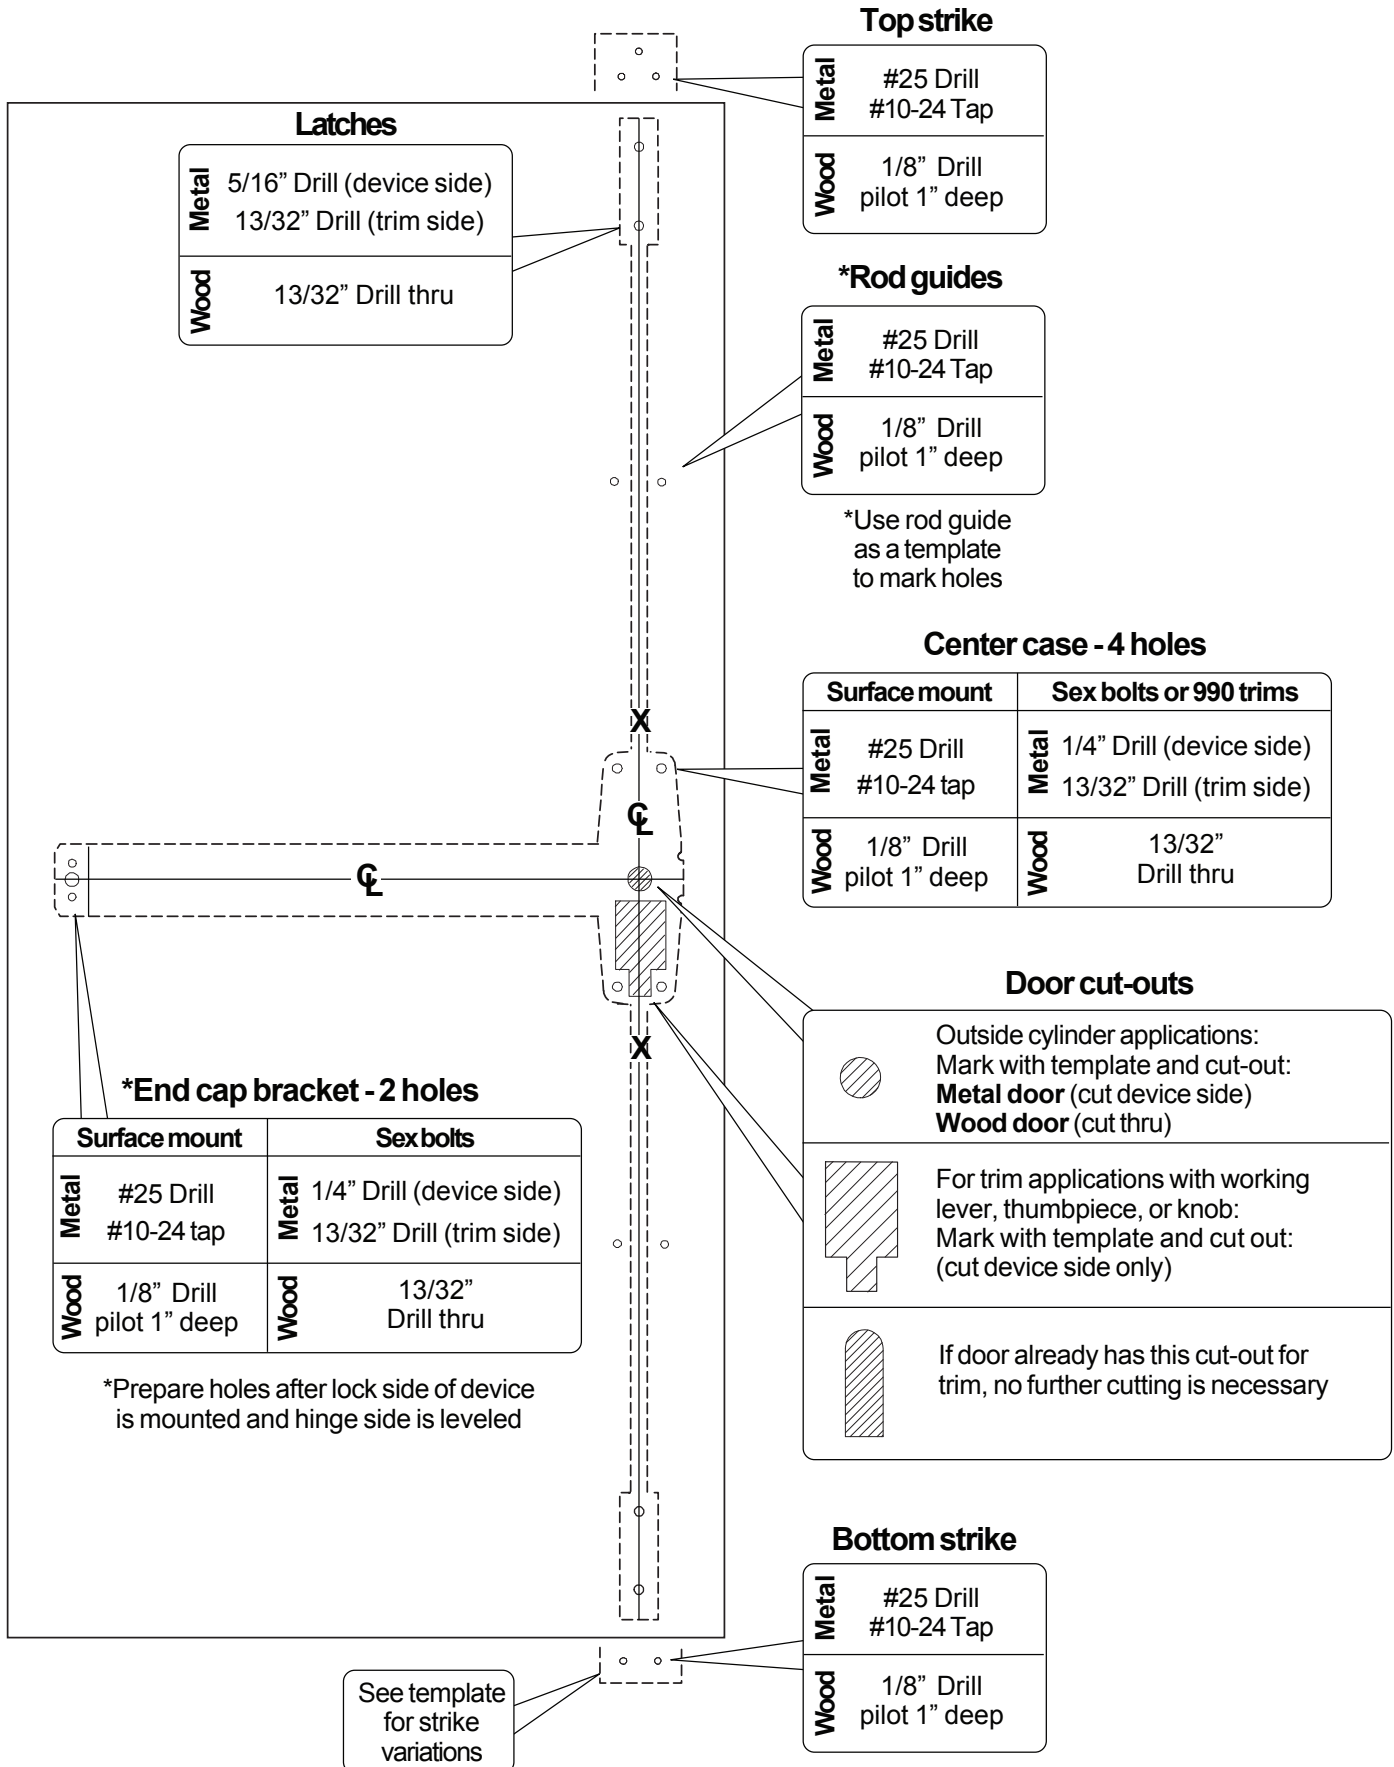 Top strike
Metal
#25 Drill
#10-24 Tap
Wood
1/8” Drill
pilot 1” deep
Latches
Metal
5/16” Drill (device side)
13/32” Drill (trim side)
Wood
13/32” Drill thru
*Rod guides
Metal
#25 Drill
#10-24 Tap
Wood
1/8” Drill
pilot 1” deep
*Use rod guide
as a template
to mark holes
Center case - 4 holes
Surface mount
Sex bolts or 990 trims
Metal
#25 Drill
#10-24 tap
Metal
1/4” Drill (device side)
13/32” Drill (trim side)
Wood
1/8” Drill
pilot 1” deep
Wood
13/32”
Drill thru
X
℄
℄
X
Door cut-outs
Outside cylinder applications:
Mark with template and cut-out:
Metal door (cut device side)
Wood door (cut thru)
For trim applications with working
lever, thumbpiece, or knob:
Mark with template and cut out:
(cut device side only)
If door already has this cut-out for
trim, no further cutting is necessary
*End cap bracket - 2 holes
Surface mount
Sex bolts
Metal
#25 Drill
#10-24 tap
Metal
1/4” Drill (device side)
13/32” Drill (trim side)
Wood
1/8” Drill
pilot 1” deep
Wood
13/32”
Drill thru
*Prepare holes after lock side of device
is mounted and hinge side is leveled
Bottom strike
Metal
#25 Drill
#10-24 Tap
Wood
1/8” Drill
pilot 1” deep
See template
for strike
variations